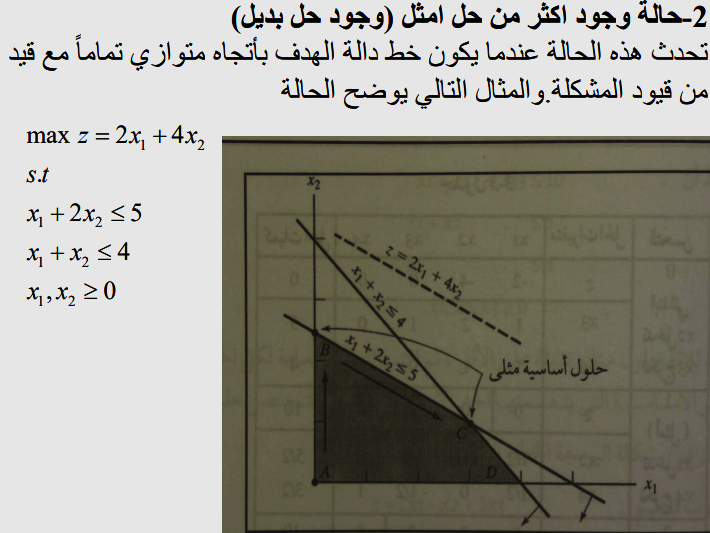 2-حالة وجود اكثر من حل امثل (وجود حل بديل)
تحدث هذه الحالة عندما يكون خط دالة الهدف بأتجاه متوازي تماماً مع قيد
من قيود المشكلة.والمثال التالي يوضح الحالة
max z = 2x₁ + 4x₂
s.t
x₁ + 2x₂ ≤ 5
x₁ + x₂ ≤ 4
x₁, x₂ ≥ 0
x₂
z = 2x₁ + 4x₂
x₁ + x₂ ≤ 4
x₁ + 2x₂ ≤ 5
حلول أساسية مثلى
B
C
A
D
x₁